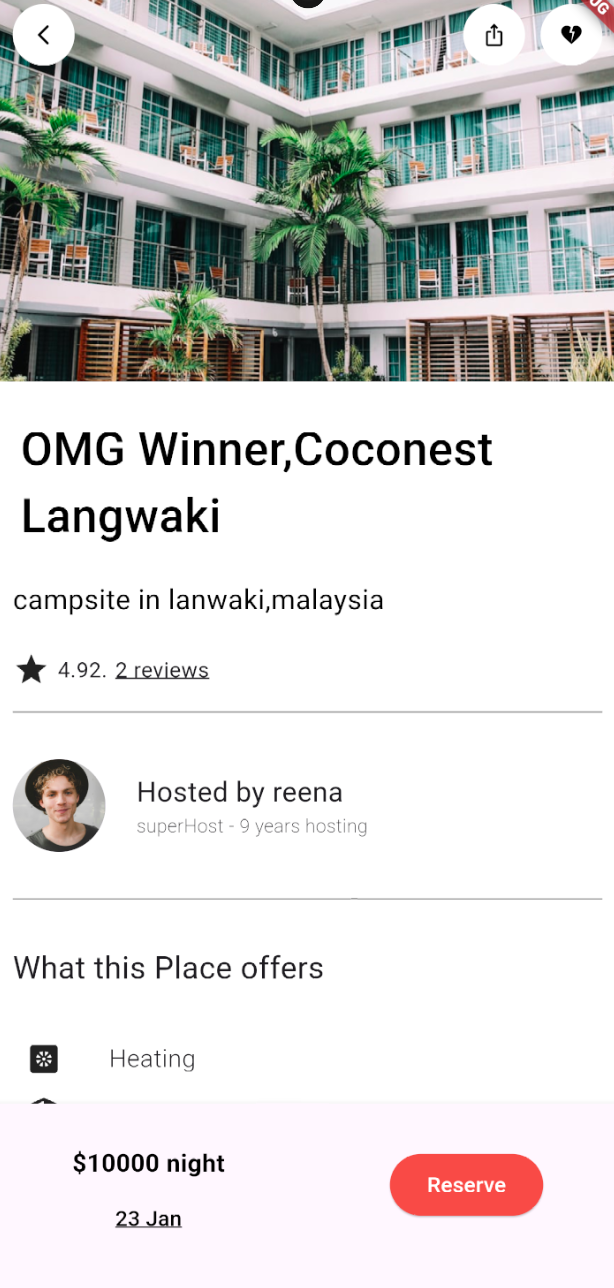 OMG Winner,Coconest
Langwaki
campsite in lanwaki,malaysia
4.92. 2 reviews
Hosted by reena
superHost - 9 years hosting
What this Place offers
Heating
$10000 night
Reserve
23 Jan